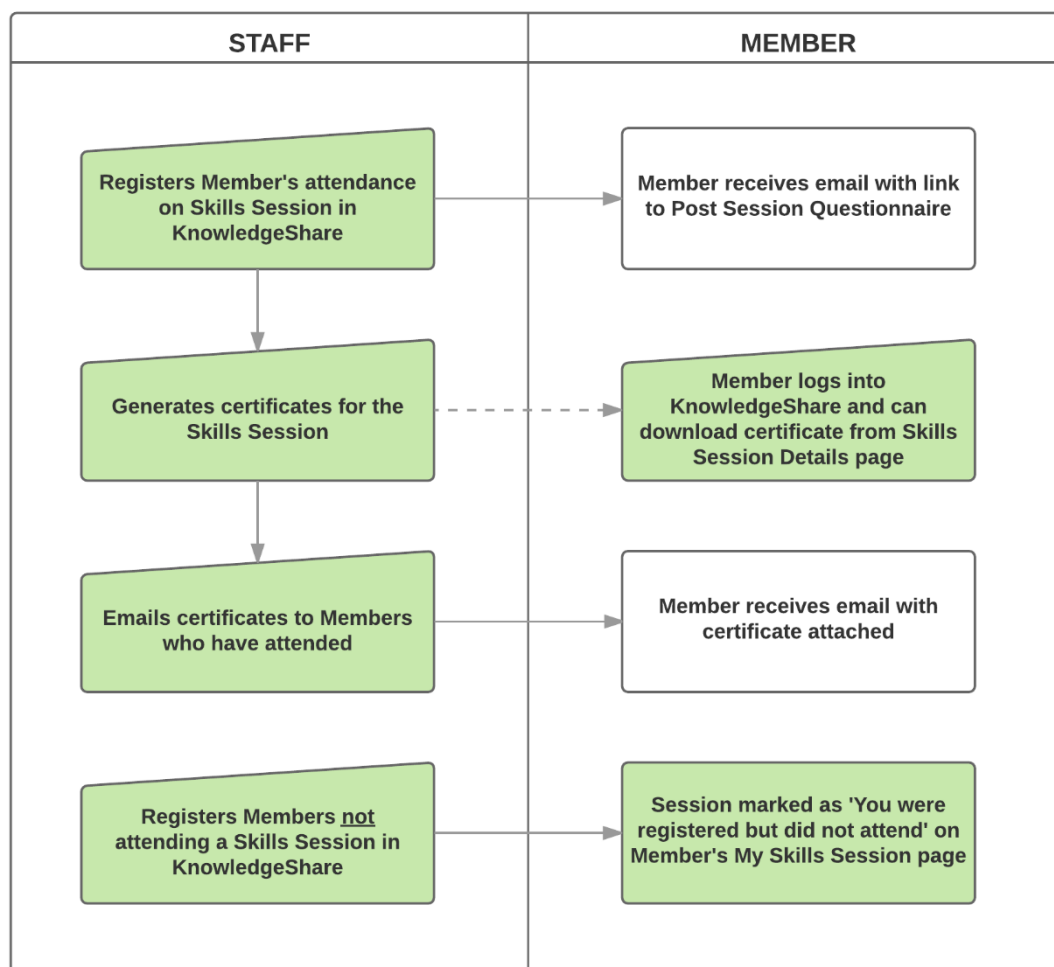 STAFF
MEMBER
Registers Member's attendance
on Skills Session in
KnowledgeShare
Member receives email with link
to Post Session Questionnaire
Generates certificates for the
Skills Session
Member logs into
KnowledgeShare and can
download certificate from Skills
Session Details page
Emails certificates to Members
who have attended
Member receives email with
certificate attached
Registers Members not
attending a Skills Session in
KnowledgeShare
Session marked as 'You were
registered but did not attend' on
Member's My Skills Session page